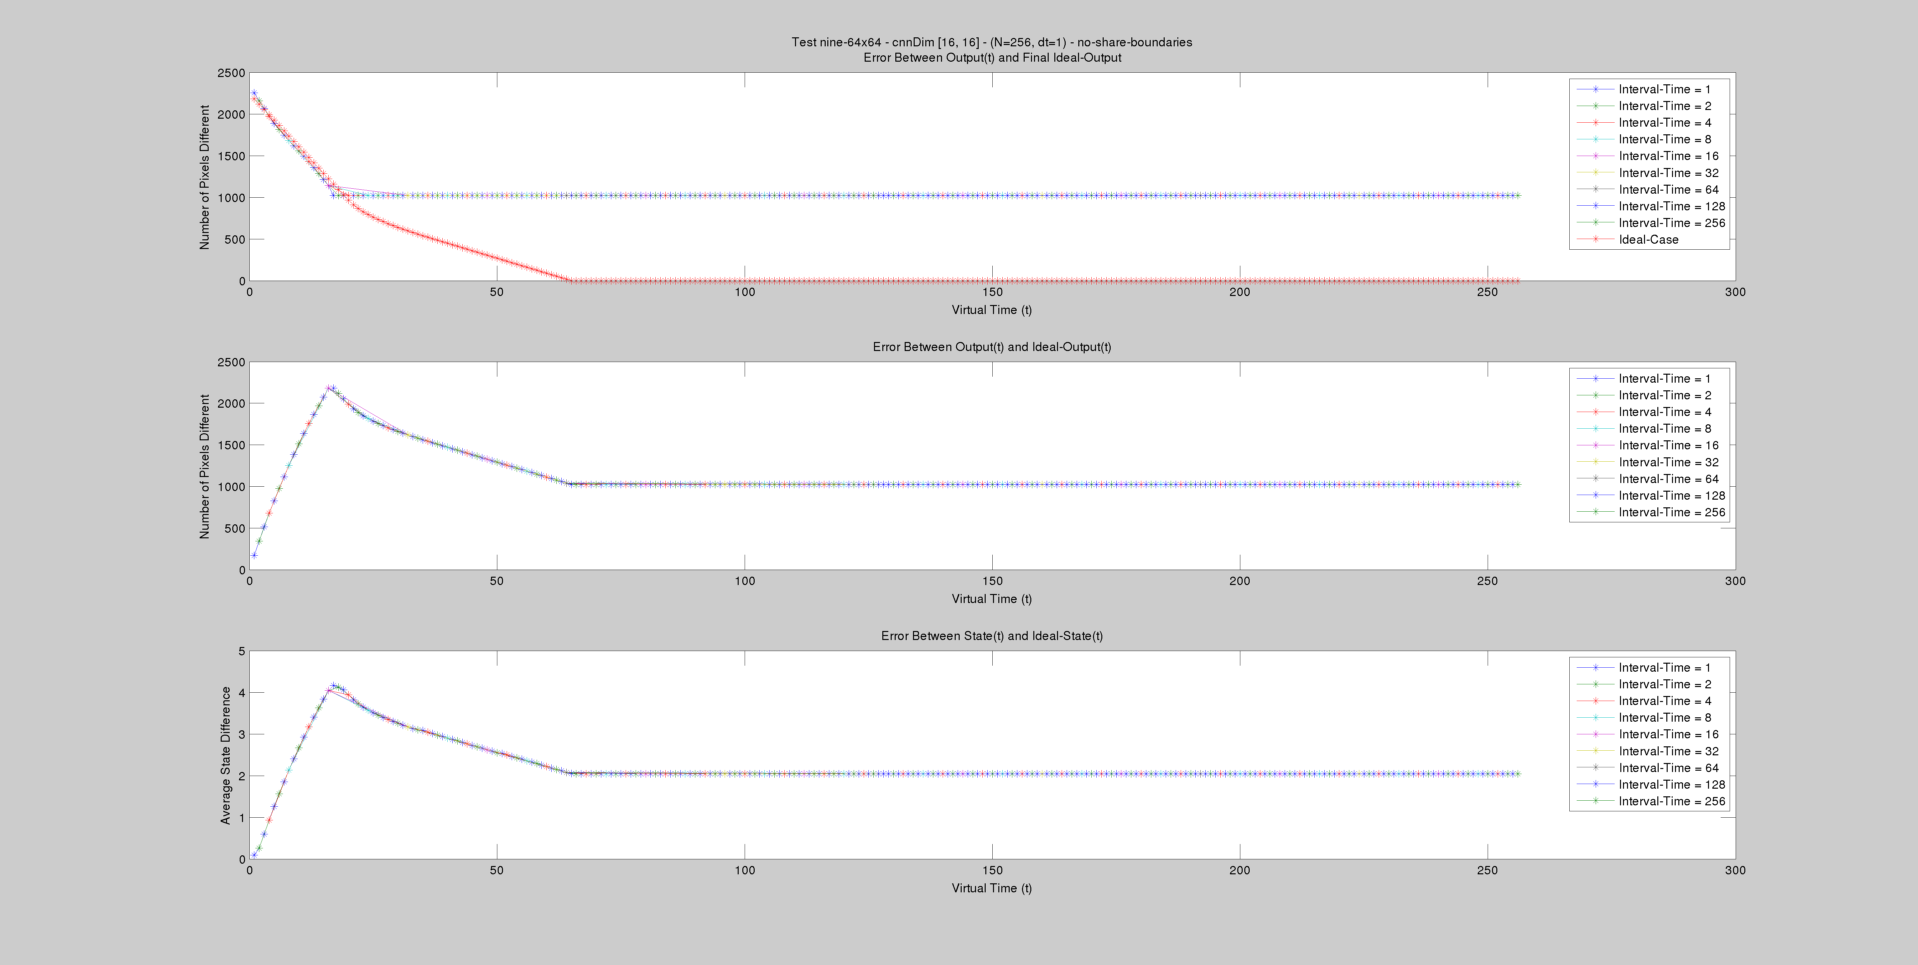 Test nine-64x64 - cnnDim [16, 16] - (N=256, dt=1) - no-share-boundaries
Error Between Output(t) and Final Ideal-Output
Number of Pixels Different
2500
2000
1500
1000
500
0
0
50
100
150
200
250
300
Virtual Time (t)
Interval-Time = 1
Interval-Time = 2
Interval-Time = 4
Interval-Time = 8
Interval-Time = 16
Interval-Time = 32
Interval-Time = 64
Interval-Time = 128
Interval-Time = 256
Ideal-Case
Error Between Output(t) and Ideal-Output(t)
Number of Pixels Different
2500
2000
1500
1000
500
0
0
50
100
150
200
250
300
Virtual Time (t)
Interval-Time = 1
Interval-Time = 2
Interval-Time = 4
Interval-Time = 8
Interval-Time = 16
Interval-Time = 32
Interval-Time = 64
Interval-Time = 128
Interval-Time = 256
Error Between State(t) and Ideal-State(t)
Average State Difference
5
4
3
2
1
0
0
50
100
150
200
250
300
Virtual Time (t)
Interval-Time = 1
Interval-Time = 2
Interval-Time = 4
Interval-Time = 8
Interval-Time = 16
Interval-Time = 32
Interval-Time = 64
Interval-Time = 128
Interval-Time = 256